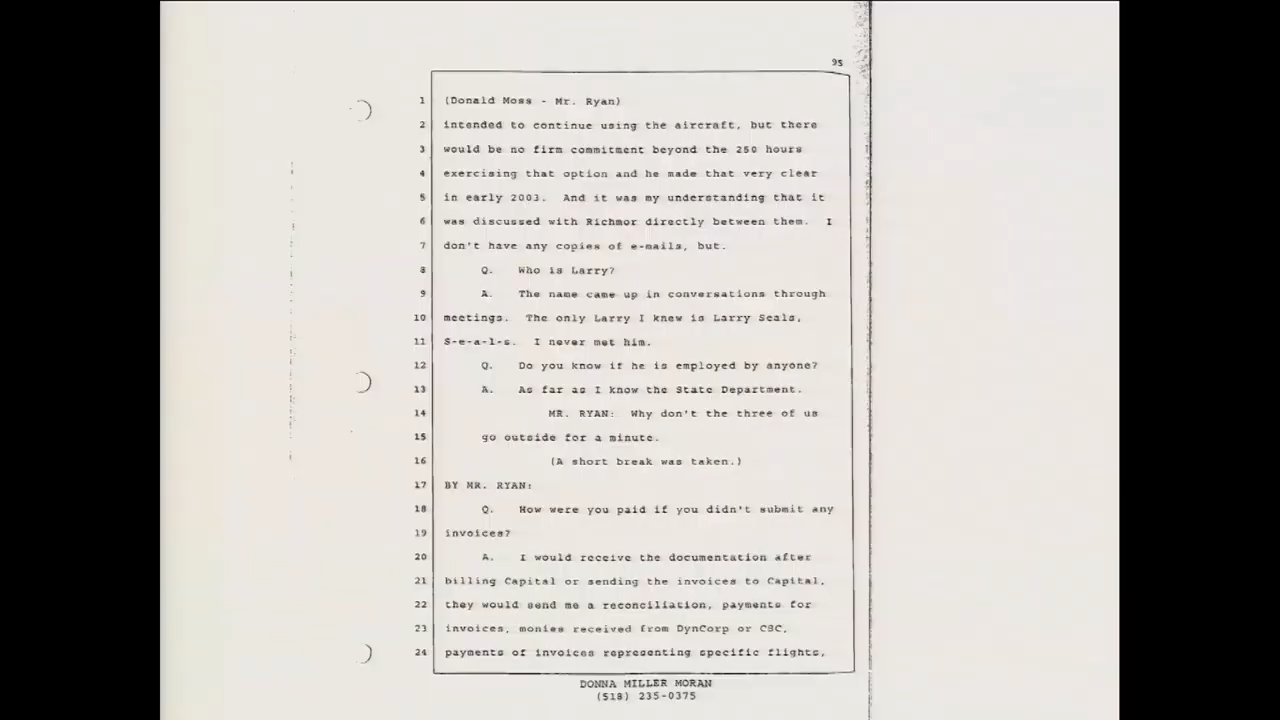 95
1 (Donald Moss - Mr. Ryan)
2 intended to continue using the aircraft, but there
3 would be no firm commitment beyond the 250 hours
4 exercising that option and he made that very clear
5 in early 2003. And it was my understanding that it
6 was discussed with Richmor directly between them. I
7 don't have any copies of e-mails, but.
8 Q. Who is Larry?
9 A. The name came up in conversations through
10 meetings. The only Larry I knew is Larry Seals,
11 S-e-a-l-s. I never met him.
12 Q. Do you know if he is employed by anyone?
13 A. As far as I know the State Department.
14 MR. RYAN: Why don't the three of us
15 go outside for a minute.
16 (A short break was taken.)
17 BY MR. RYAN:
18 Q. How were you paid if you didn't submit any
19 invoices?
20 A. I would receive the documentation after
21 billing Capital or sending the invoices to Capital,
22 they would send me a reconciliation, payments for
23 invoices, monies received from DynCorp or CSC,
24 payments of invoices representing specific flights,
DONNA MILLER MORAN
(518) 235-0375